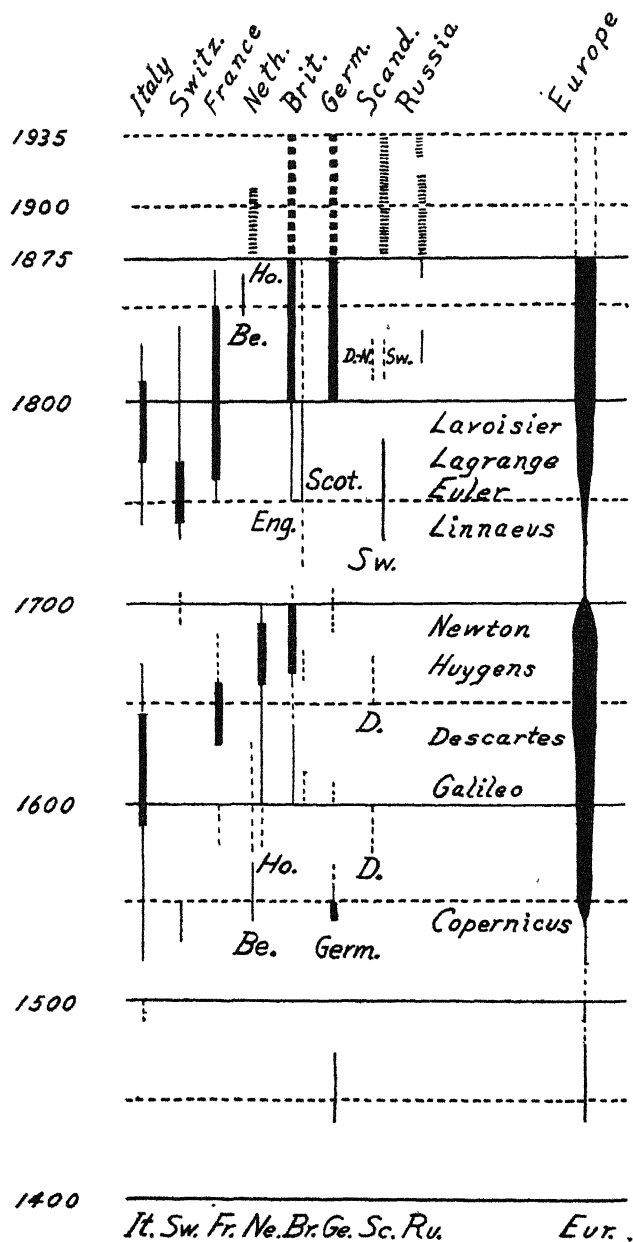 Italy Switz. France Neth. Brit. Germ. Scand. Russia Europe
1935
1900
1875
Ho.
Be.
D.-N. Sw.
1800
Lavoisier
Lagrange
Scot. Euler
Eng. Linnaeus
Sw.
1700
Newton
Huygens
D. Descartes
Galileo
1600
Ho. D.
Copernicus
Be. Germ.
1500
1400
It. Sw. Fr. Ne. Br. Ge. Sc. Ru. Eur.